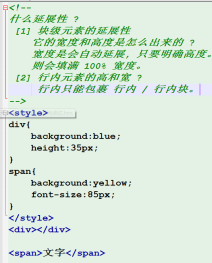 <!--
什么延展性 ?
[1] 块级元素的延展性
它的宽度和高度是怎么出来的 ?
宽度是会自动延展,只要明确高度。
则会填满 100% 宽度。
[2] 行内元素的高和宽 ?
行内只能包裹 行内 / 行内块。
-->
<style>
div{
background:blue;
height:35px;
}
span{
background:yellow;
font-size:85px;
}
</style>
<div></div>
<span>文字</span>